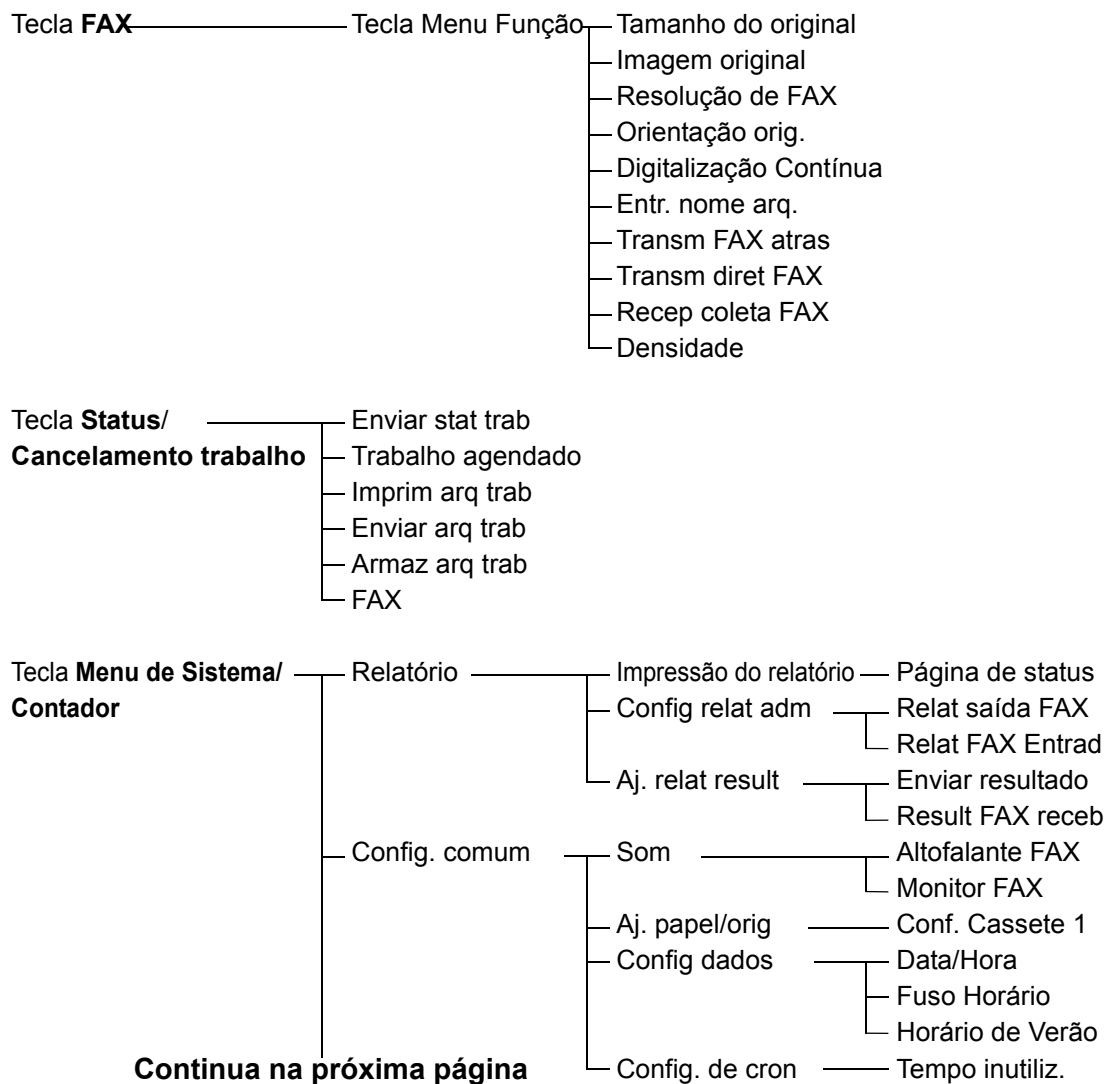 Tecla FAX Tecla Menu Função Tamanho do original
Imagem original
Resolução de FAX
Orientação orig.
Digitalização Contínua
Entr. nome arq.
Transm FAX atras
Transm diret FAX
Recep coleta FAX
Densidade
Tecla Status/ Enviar stat trab
Cancelamento trabalho Trabalho agendado
Imprim arq trab
Enviar arq trab
Armaz arq trab
FAX
Tecla Menu de Sistema/ Relatório Impressão do relatório Página de status
Contador Config relat adm Relat saída FAX
Relat FAX Entrad
Aj. relat result Enviar resultado
Result FAX receb
Config. comum Som Altofalante FAX
Monitor FAX
Aj. papel/orig Conf. Cassete 1
Config dados Data/Hora
Fuso Horário
Horário de Verão
Continua na próxima página Config. de cron Tempo inutiliz.